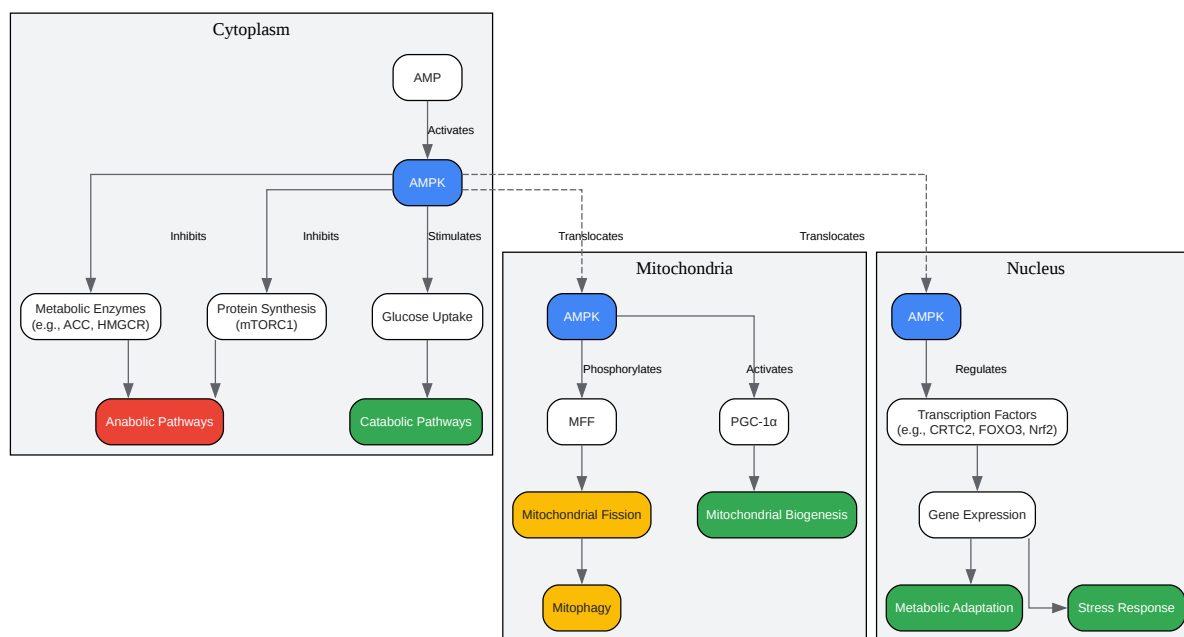 Cytoplasm
AMP
Activates
AMPK
Inhibits
Inhibits
Stimulates
Translocates
Translocates
Metabolic Enzymes
(e.g., ACC, HMGCR)
Protein Synthesis
(mTORC1)
Glucose Uptake
Anabolic Pathways
Catabolic Pathways
Mitochondria
AMPK
Phosphorylates
Activates
MFF
PGC-1α
Mitochondrial Fission
Mitochondrial Biogenesis
Mitophagy
Nucleus
AMPK
Regulates
Transcription Factors
(e.g., CRTC2, FOXO3, Nrf2)
Gene Expression
Metabolic Adaptation
Stress Response